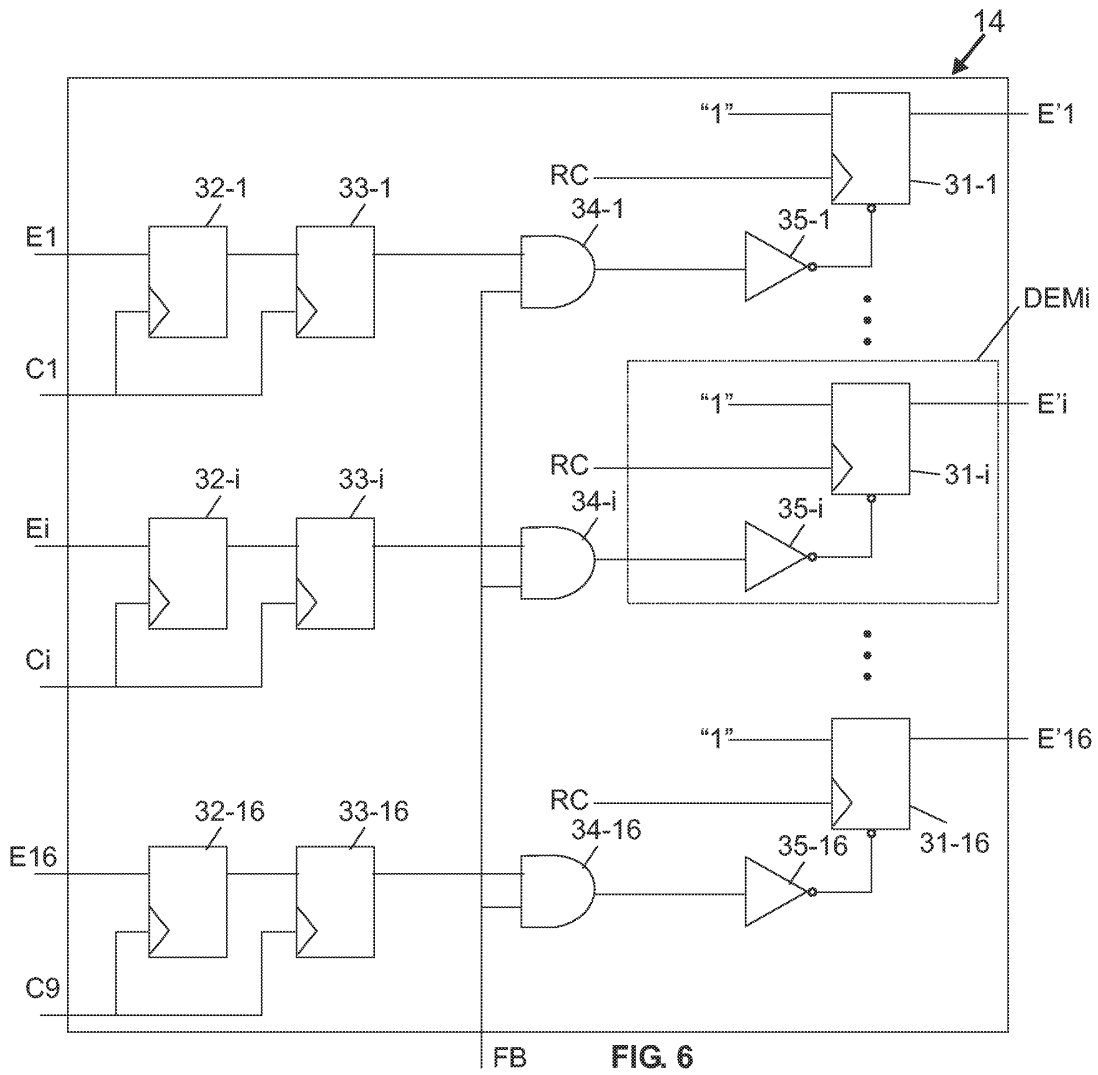 14
"1"
E'1
RC
31-1
32-1
33-1
34-1
35-1
E1
C1
DEMi
"1"
E'i
RC
31-i
32-i
33-i
34-i
35-i
Ei
Ci
"1"
E'16
RC
31-16
32-16
33-16
34-16
35-16
E16
C9
FB
FIG. 6